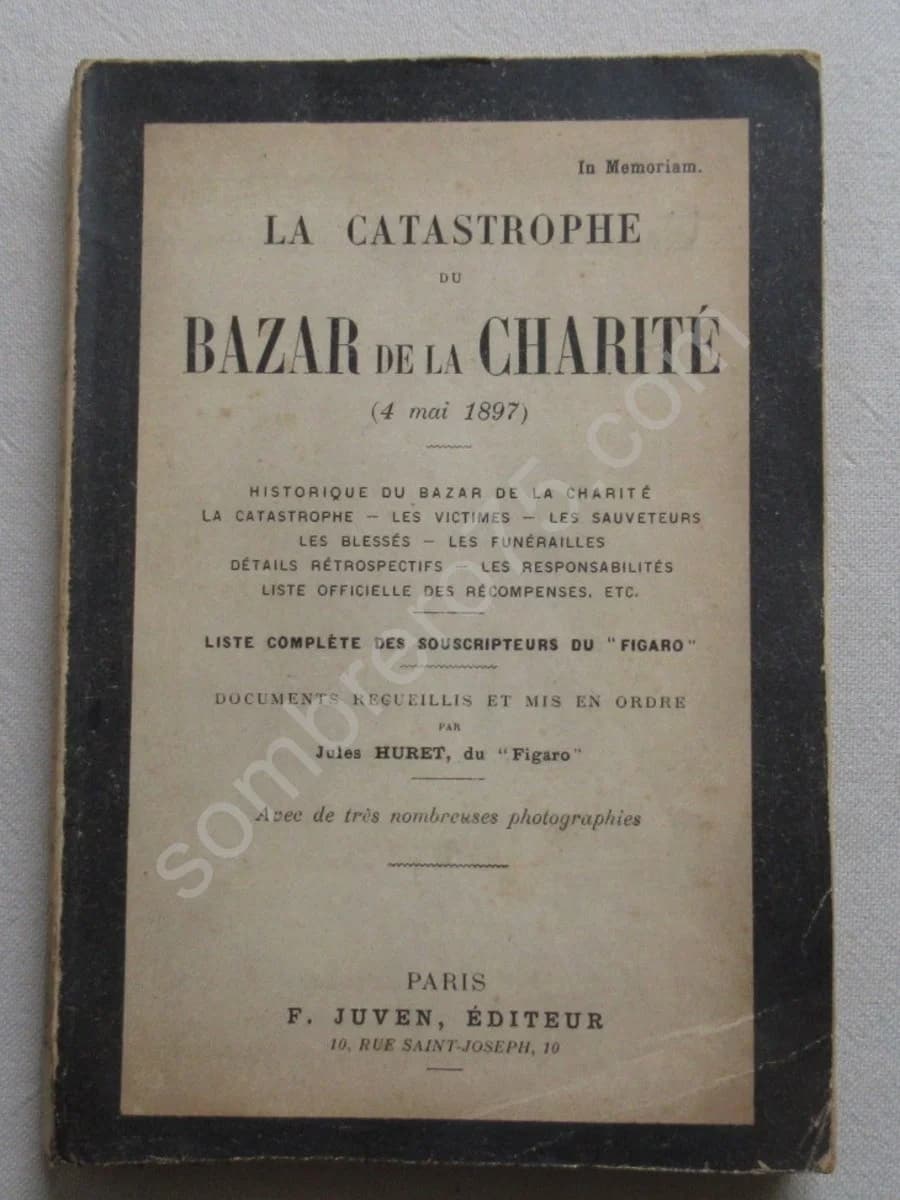 In Memoriam.
LA CATASTROPHE
DU
BAZAR DE LA CHARITÉ
(4 mai 1897)
HISTORIQUE DU BAZAR DE LA CHARITÉ
LA CATASTROPHE — LES VICTIMES — LES SAUVETEURS
LES BLESSÉS — LES FUNÉRAILLES
DÉTAILS RÉTROSPECTIFS — LES RESPONSABILITÉS
LISTE OFFICIELLE DES RÉCOMPENSES, ETC.
LISTE COMPLÈTE DES SOUSCRIPTEURS DU "FIGARO"
DOCUMENTS RECUEILLIS ET MIS EN ORDRE
PAR
Jules HURET, du "Figaro"
Avec de très nombreuses photographies
PARIS
F. JUVEN, ÉDITEUR
10, RUE SAINT-JOSEPH, 10
sombrero75.com